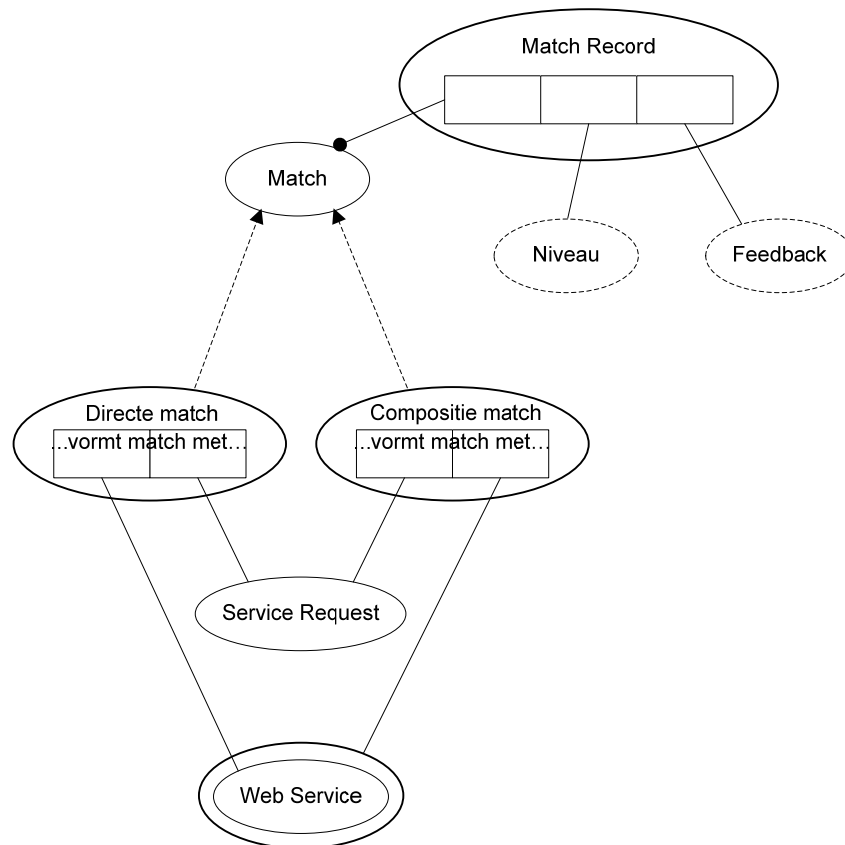 Match Record
Match
Niveau
Feedback
Directe match
...vormt match met...
Compositie match
...vormt match met...
Service Request
Web Service